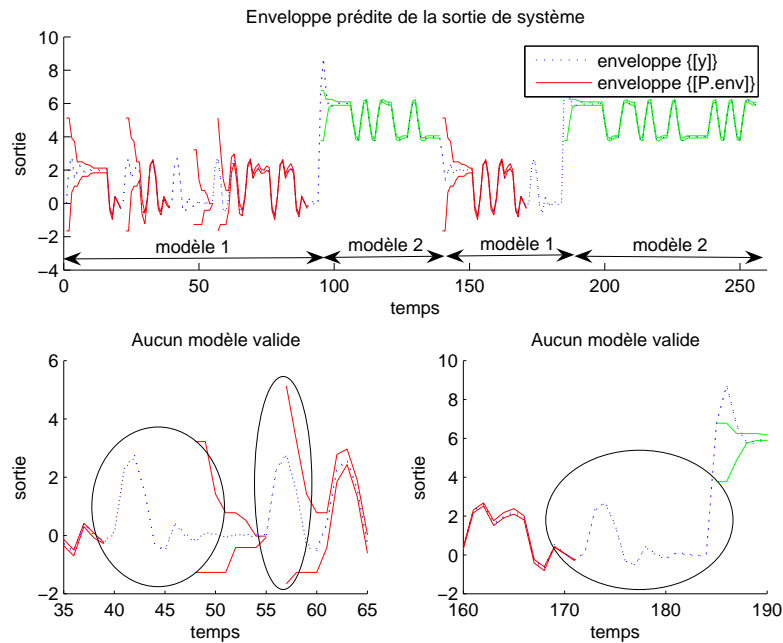 Enveloppe prédite de la sortie de système
10
8
6
4
2
0
−2
−4
sortie
enveloppe {[y]}
enveloppe {[P.env]}
modèle 1
modèle 2
modèle 1
modèle 2
0 50 100 150 200 250
temps
Aucun modèle valide
6
4
2
0
−2
sortie
35 40 45 50 55 60 65
temps
Aucun modèle valide
10
8
6
4
2
0
−2
sortie
160 170 180 190
temps